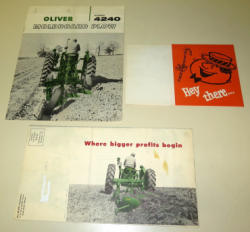 OLIVER 4240
MOLDBOARD PLOW
Hey there...
Where bigger profits begin